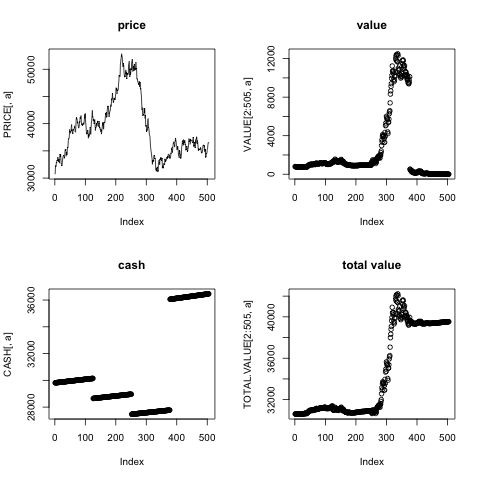 price
PRICE[, a]
30000 40000 50000
0 100 200 300 400 500
Index
value
VALUE[2:505, a]
0 4000 8000 12000
0 100 200 300 400 500
Index
cash
CASH[, a]
28000 32000 36000
0 100 200 300 400 500
Index
total value
TOTAL.VALUE[2:505, a]
32000 36000 40000
0 100 200 300 400 500
Index